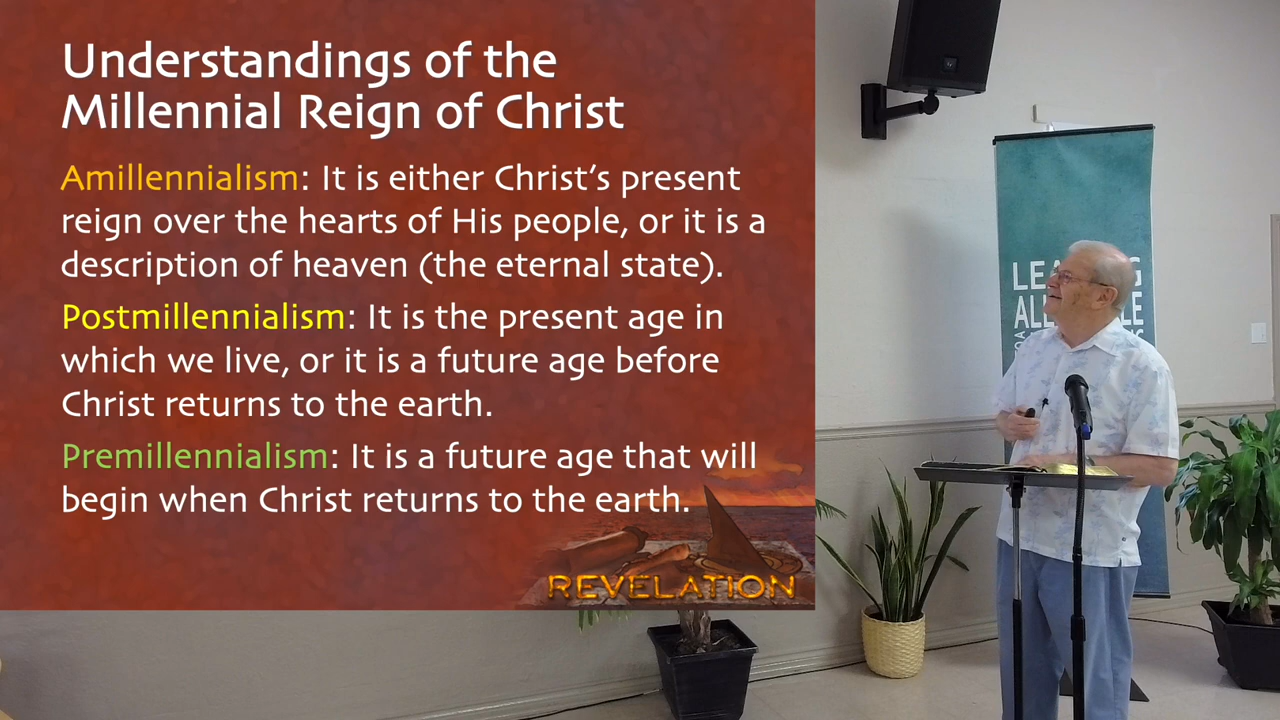 Understandings of the
Millennial Reign of Christ
Amillennialism: It is either Christ’s present
reign over the hearts of His people, or it is a
description of heaven (the eternal state).
Postmillennialism: It is the present age in
which we live, or it is a future age before
Christ returns to the earth.
Premillennialism: It is a future age that will
begin when Christ returns to the earth.
REVELATION